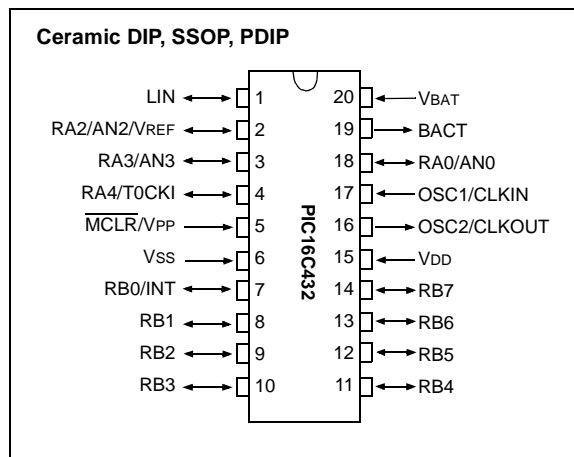 Ceramic DIP, SSOP, PDIP
LIN 1 20 VBAT
RA2/AN2/VREF 2 19 BACT
RA3/AN3 3 18 RA0/AN0
RA4/T0CKI 4 17 OSC1/CLKIN
MCLR/VPP 5 16 OSC2/CLKOUT
VSS 6 15 VDD
RB0/INT 7 14 RB7
RB1 8 13 RB6
RB2 9 12 RB5
RB3 10 11 RB4
PIC16C432